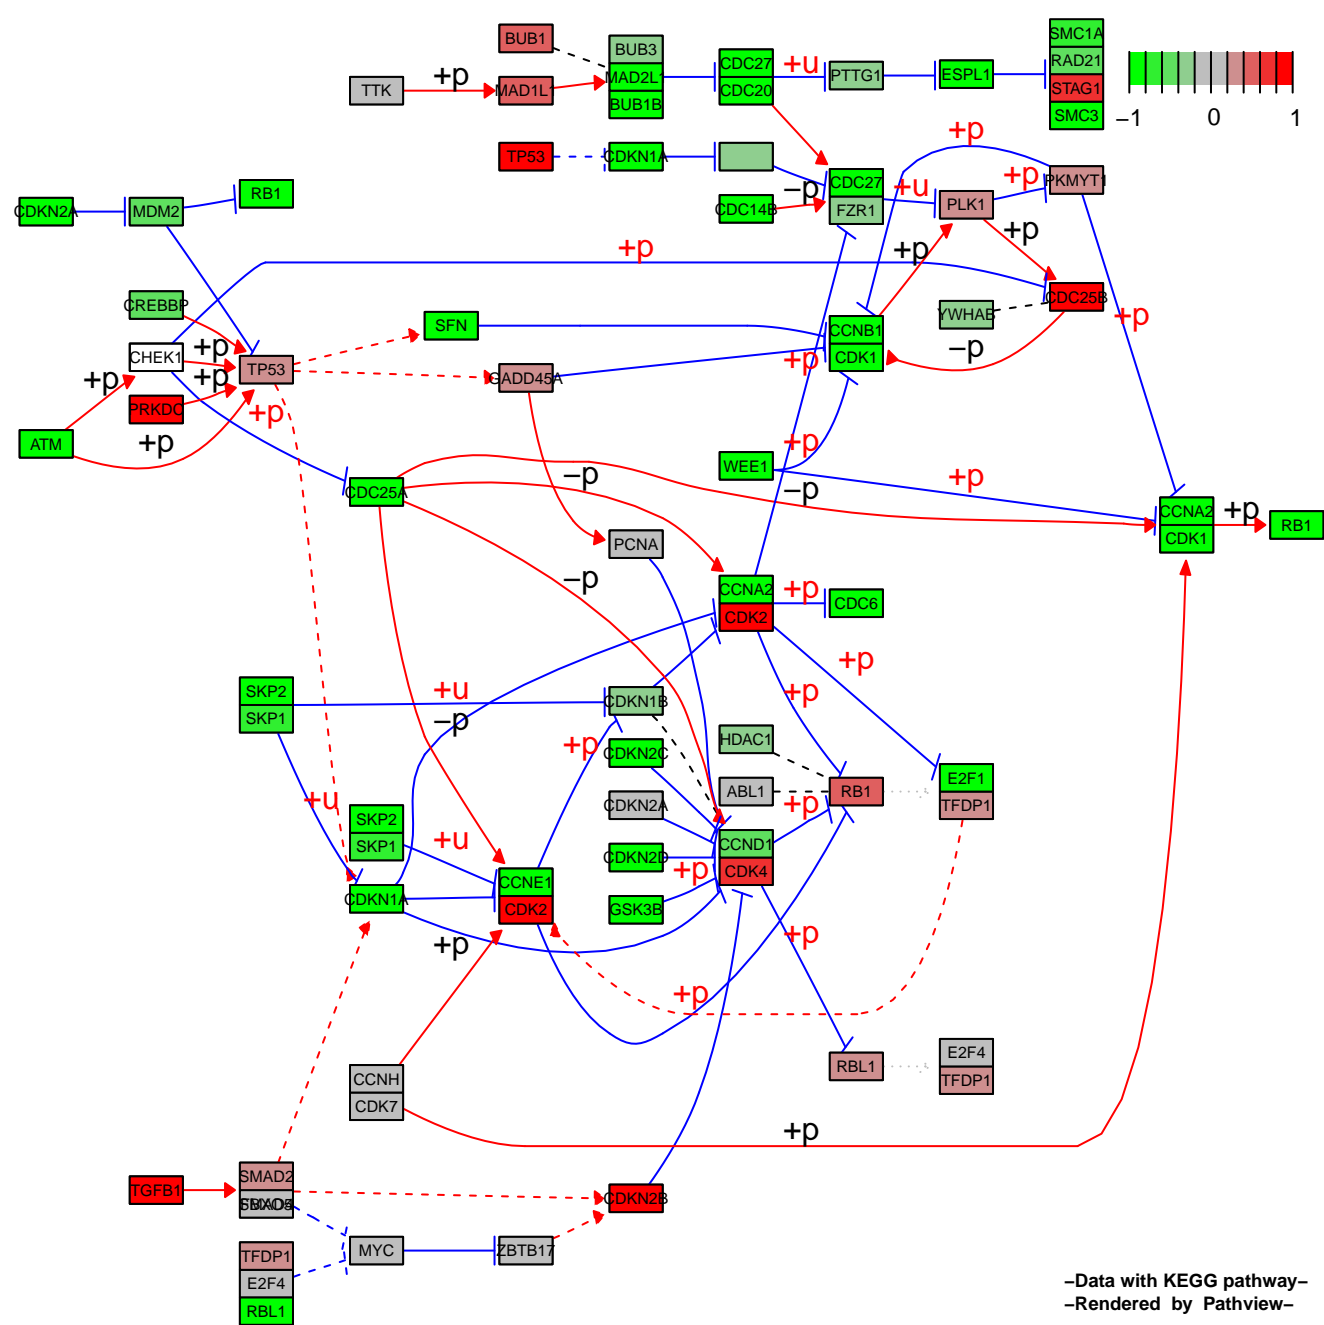 SMC1A
BUB1
BUB3
CDC27
+u
RAD21
MAD2L1
PTTG1
ESPL1
+p
TTK
MAD1L1
CDC20
STAG1
BUB1B
SMC3
−1
0
1
+p
TP53
CDKN1A
CDC27
+u
+p
PKMYT1
−p
RB1
CDKN2A
MDM2
CDC14B
FZR1
PLK1
+p
+p
+p
CREBBP
CDC25B
YWHAB
+p
SFN
CCNB1
CHEK1
+p
−p
CDK1
+p
TP53
GADD45A
+p
+p
PRKDC
+p
ATM
+p
+p
WEE1
−p
+p
CDC25A
−p
CCNA2
+p
RB1
CDK1
PCNA
−p
CCNA2
+p
CDC6
CDK2
+p
SKP2
+u
+p
CDKN1B
SKP1
−p
+p
HDAC1
CDKN2C
E2F1
ABL1
RB1
+u
CDKN2A
+p
TFDP1
SKP2
SKP1
+u
CCND1
CDKN2D
+p
CDK4
CCNE1
CDKN1A
CDK2
GSK3B
+p
+p
+p
E2F4
RBL1
CCNH
TFDP1
CDK7
+p
SMAD2
TGFB1
CDKN2B
MYC
ZBTB17
TFDP1
E2F4
RBL1
−Data with KEGG pathway−
−Rendered by Pathview−